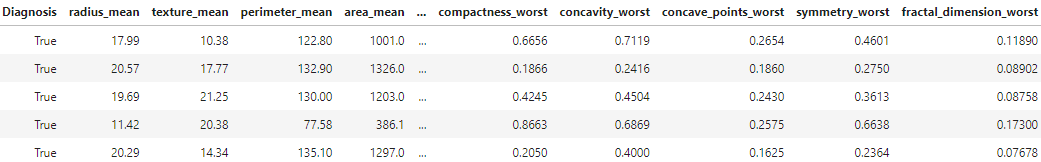 Diagnosis radius_mean texture_mean perimeter_mean area_mean ... compactness_worst concavity_worst concave_points_worst symmetry_worst fractal_dimension_worst
True 17.99 10.38 122.80 1001.0 ... 0.6656 0.7119 0.2654 0.4601 0.11890
True 20.57 17.77 132.90 1326.0 ... 0.1866 0.2416 0.1860 0.2750 0.08902
True 19.69 21.25 130.00 1203.0 ... 0.4245 0.4504 0.2430 0.3613 0.08758
True 11.42 20.38 77.58 386.1 ... 0.8663 0.6869 0.2575 0.6638 0.17300
True 20.29 14.34 135.10 1297.0 ... 0.2050 0.4000 0.1625 0.2364 0.07678